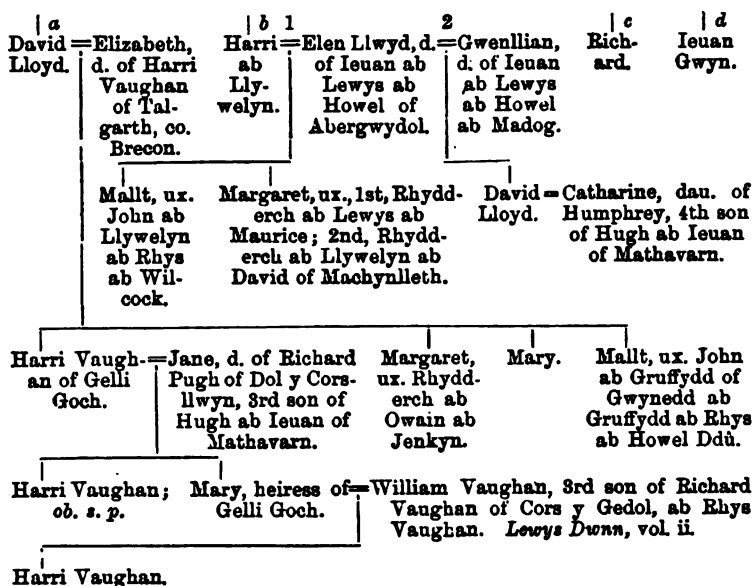 a b 1 2 c d
David = Elizabeth, Harri = Elen Llwyd, d. = Gwenllian, Rich- Ieuan
Lloyd. d. of Harri ab of Ieuan ab d. of Ieuan ard. Gwyn.
Vaughan Lly- Lewys ab ab Lewys
of Tal- welyn. Howel of ab Howel
garth, co. Abergwydol. ab Madog.
Brecon.
Mallt, ux. Margaret, ux., 1st, Rhydd- David = Catharine, dau. of
John ab erch ab Lewys ab Lloyd. Humphrey, 4th son
Llywelyn Maurice; 2nd, Rhydd- of Hugh ab Ieuan
ab Rhys erch ab Llywelyn ab of Mathavarn.
ab Wil- David of Machynlleth.
cock.
Harri Vaugh- = Jane, d. of Richard Margaret, Mary. Mallt, ux. John
an of Gelli Pugh of Dol y Cors- ux. Rhydd- ab Gruffydd of
Goch. llwyn, 3rd son of erch ab Gwynedd ab
Hugh ab Ieuan of Owain ab Gruffydd ab Rhys
Mathavarn. Jenkyn. ab Howel Ddû.
Harri Vaughan; Mary, heiress of = William Vaughan, 3rd son of Richard
ob. s. p. Gelli Goch. Vaughan of Cors y Gedol, ab Rhys
Vaughan. Lewys Dwnn, vol. ii.
Harri Vaughan.